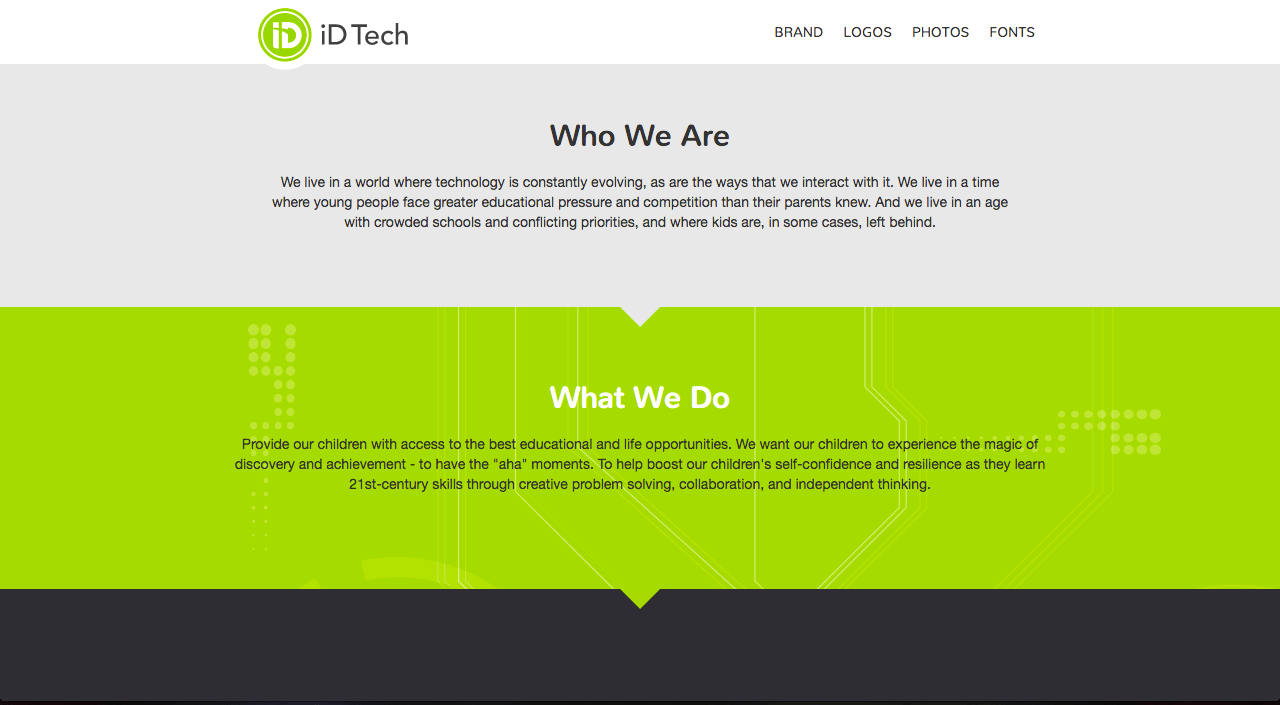 iD iD Tech BRAND LOGOS PHOTOS FONTS
Who We Are
We live in a world where technology is constantly evolving, as are the ways that we interact with it. We live in a time
where young people face greater educational pressure and competition than their parents knew. And we live in an age
with crowded schools and conflicting priorities, and where kids are, in some cases, left behind.
What We Do
Provide our children with access to the best educational and life opportunities. We want our children to experience the magic of
discovery and achievement - to have the "aha" moments. To help boost our children's self-confidence and resilience as they learn
21st-century skills through creative problem solving, collaboration, and independent thinking.